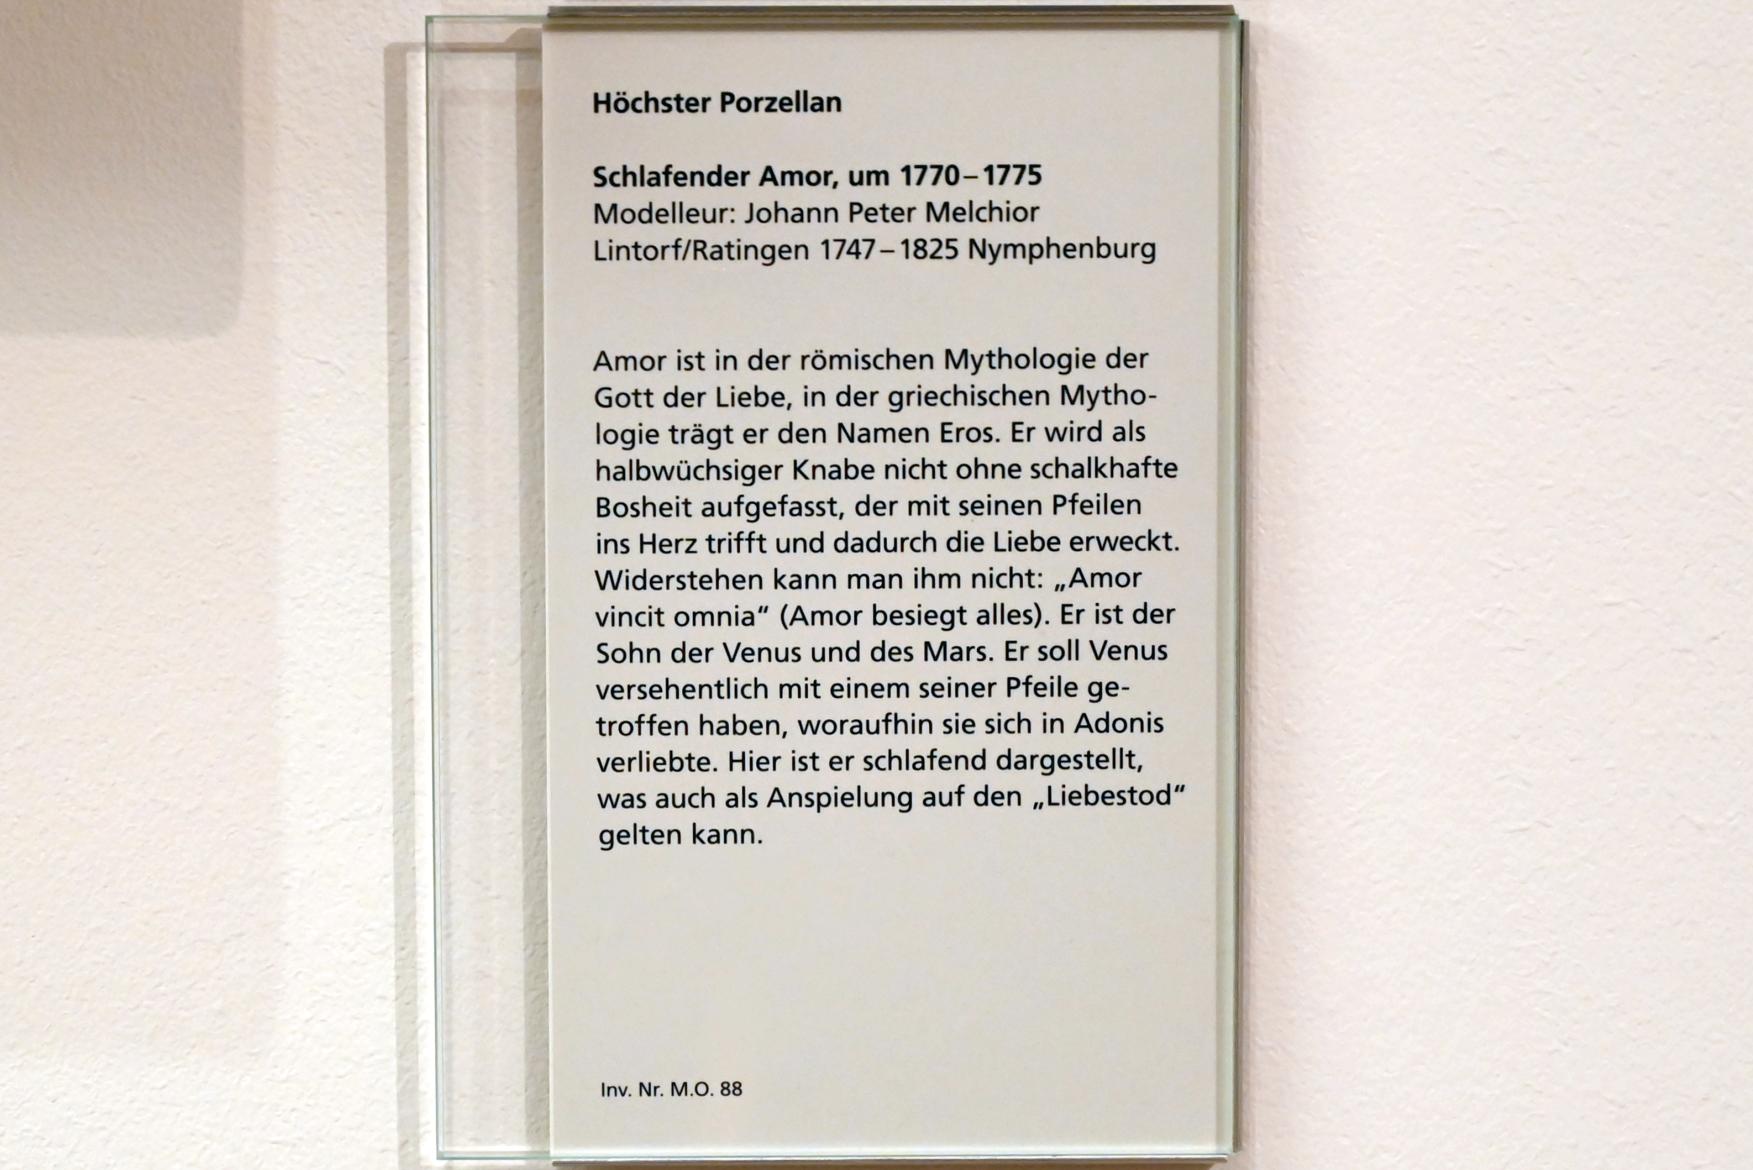 Höchster Porzellan
Schlafender Amor, um 1770 – 1775
Modelleur: Johann Peter Melchior
Lintorf/Ratingen 1747 – 1825 Nymphenburg
Amor ist in der römischen Mythologie der
Gott der Liebe, in der griechischen Mytho-
logie trägt er den Namen Eros. Er wird als
halbwüchsiger Knabe nicht ohne schalkhafte
Bosheit aufgefasst, der mit seinen Pfeilen
ins Herz trifft und dadurch die Liebe erweckt.
Widerstehen kann man ihm nicht: „Amor
vincit omnia“ (Amor besiegt alles). Er ist der
Sohn der Venus und des Mars. Er soll Venus
versehentlich mit einem seiner Pfeile ge-
troffen haben, woraufhin sie sich in Adonis
verliebte. Hier ist er schlafend dargestellt,
was auch als Anspielung auf den „Liebestod“
gelten kann.
Inv. Nr. M.O. 88